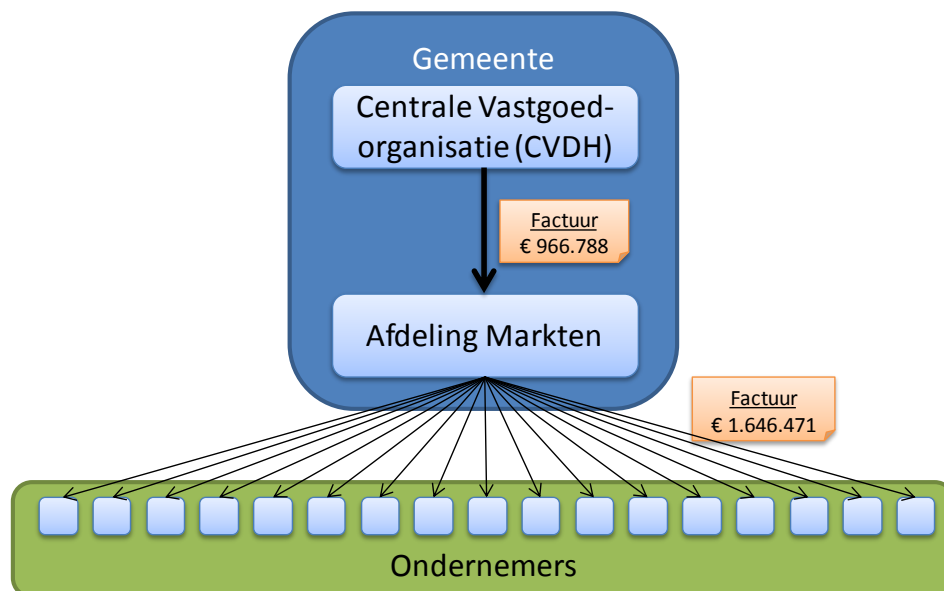 Gemeente
Centrale Vastgoed-
organisatie (CVDH)
Factuur
€ 966.788
Afdeling Markten
Factuur
€ 1.646.471
Ondernemers